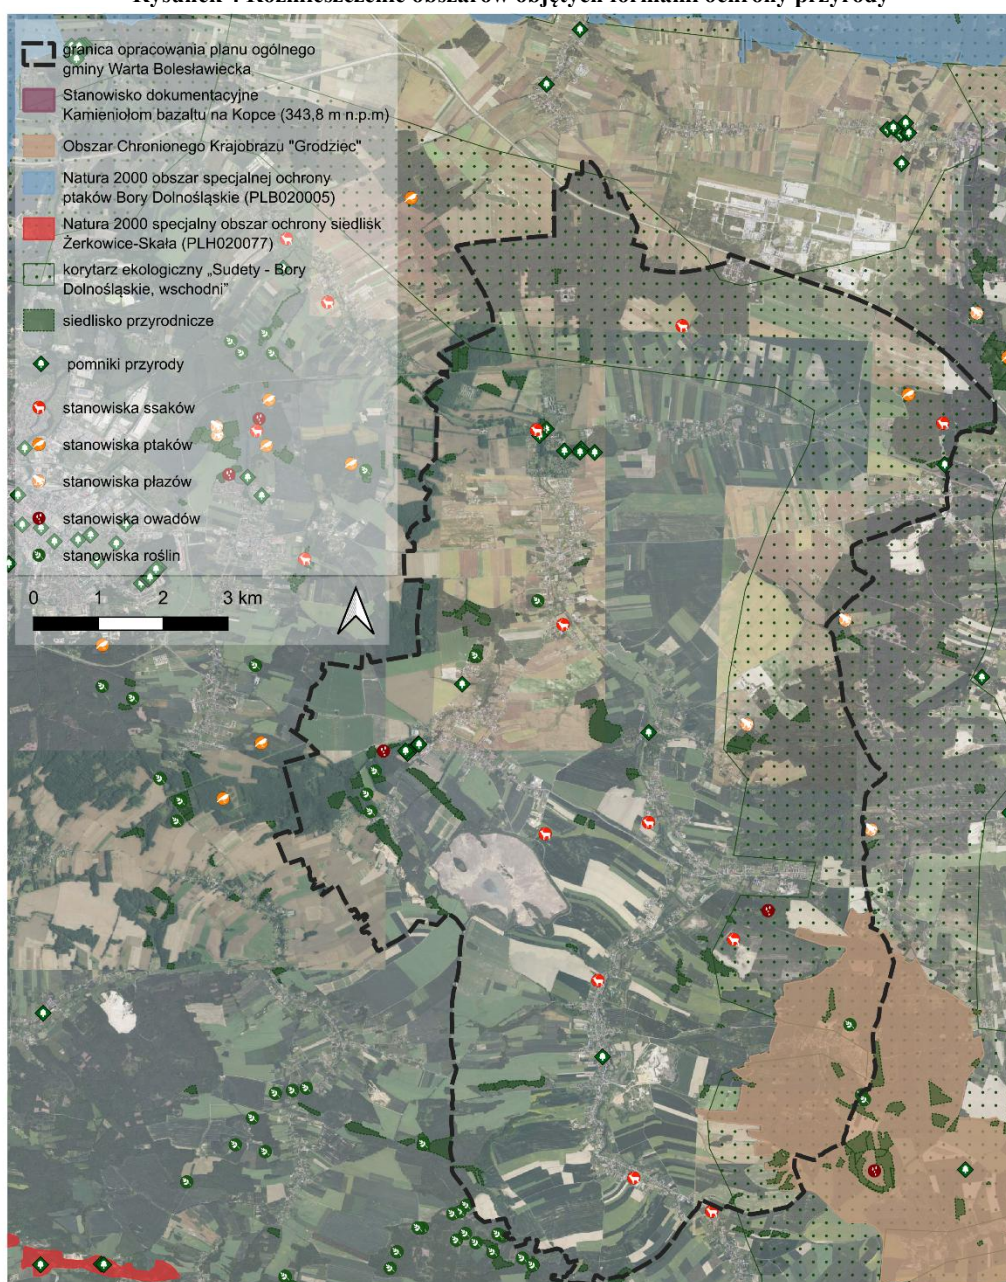 Rysunek 4 Rozmieszczenie obszarów objętych formami ochrony przyrody
granica opracowania planu ogólnego
gminy Warta Bolesławiecka
Stanowisko dokumentacyjne
Kamieniołom bazaltu na Kopce (343,8 m n.p.m)
Obszar Chronionego Krajobrazu "Grodziec"
Natura 2000 obszar specjalnej ochrony
ptaków Bory Dolnośląskie (PLB020005)
Natura 2000 specjalny obszar ochrony siedlisk
Żerkowice-Skała (PLH020077)
korytarz ekologiczny „Sudety - Bory
Dolnośląskie, wschodni”
siedlisko przyrodnicze
pomniki przyrody
stanowiska ssaków
stanowiska ptaków
stanowiska płazów
stanowiska owadów
stanowiska roślin
0 1 2 3 km